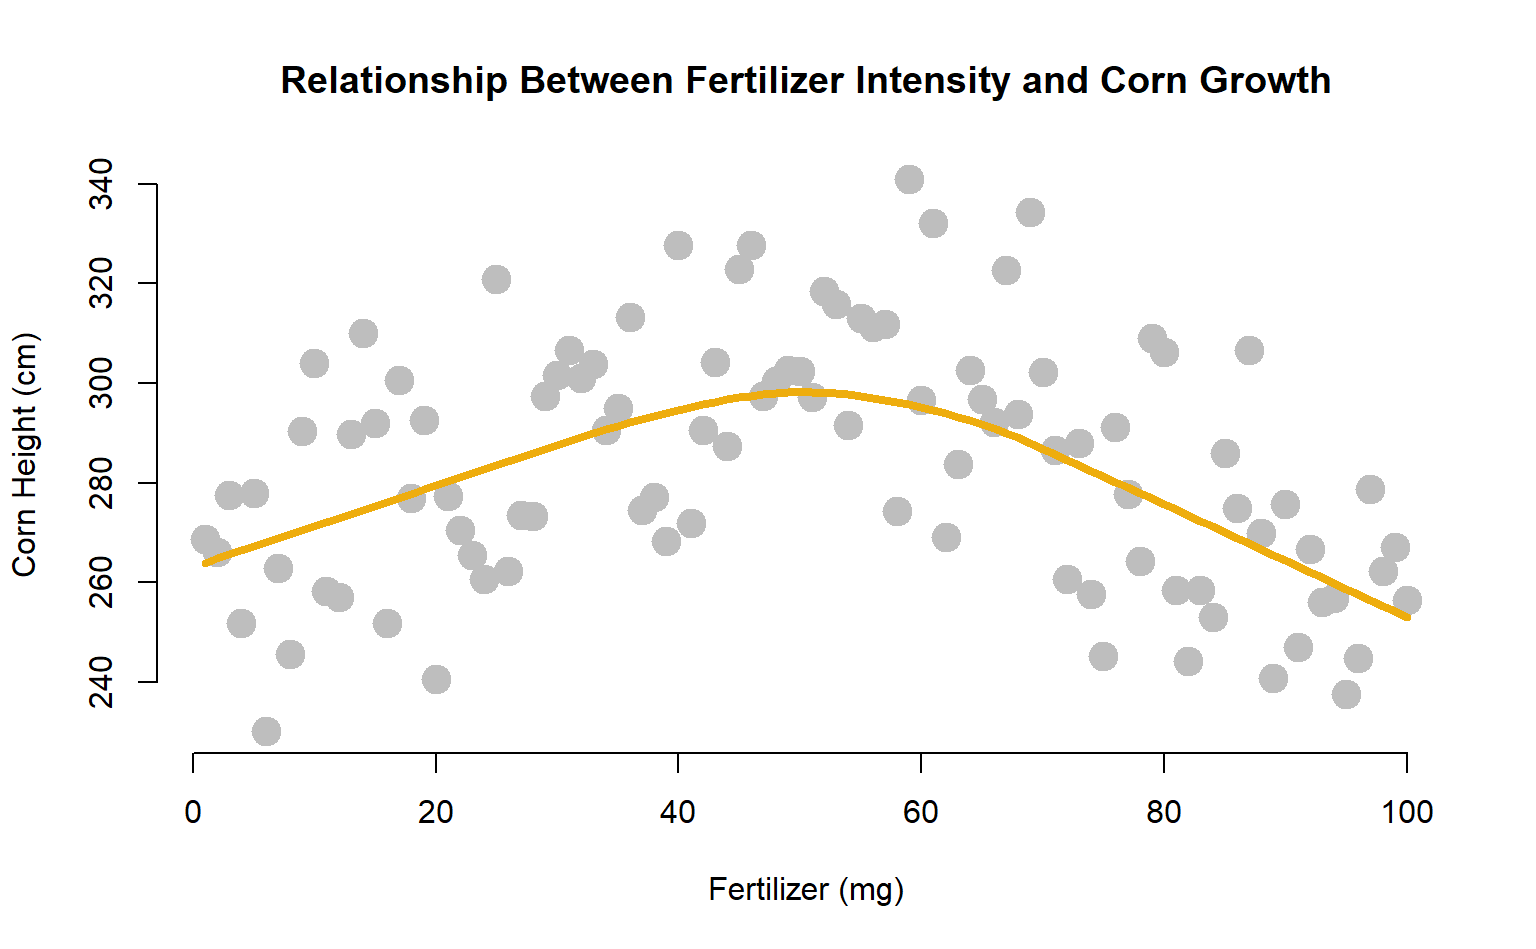 Relationship Between Fertilizer Intensity and Corn Growth
Corn Height (cm)
340
320
300
280
260
240
0 20 40 60 80 100
Fertilizer (mg)